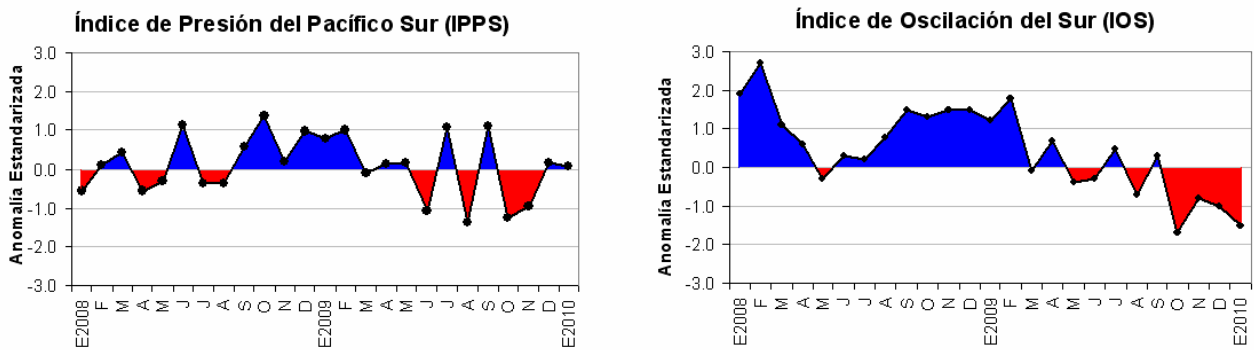 Índice de Presión del Pacífico Sur (IPPS)
Anomalía Estandarizada
3.0
2.0
1.0
0.0
-1.0
-2.0
-3.0
E2008 F M A M J J A S O N D E2009 F M A M J J A S O N D E2010
Índice de Oscilación del Sur (IOS)
Anomalía Estandarizada
3.0
2.0
1.0
0.0
-1.0
-2.0
-3.0
E2008 F M A M J J A S O N D E2009 F M A M J J A S O N D E2010